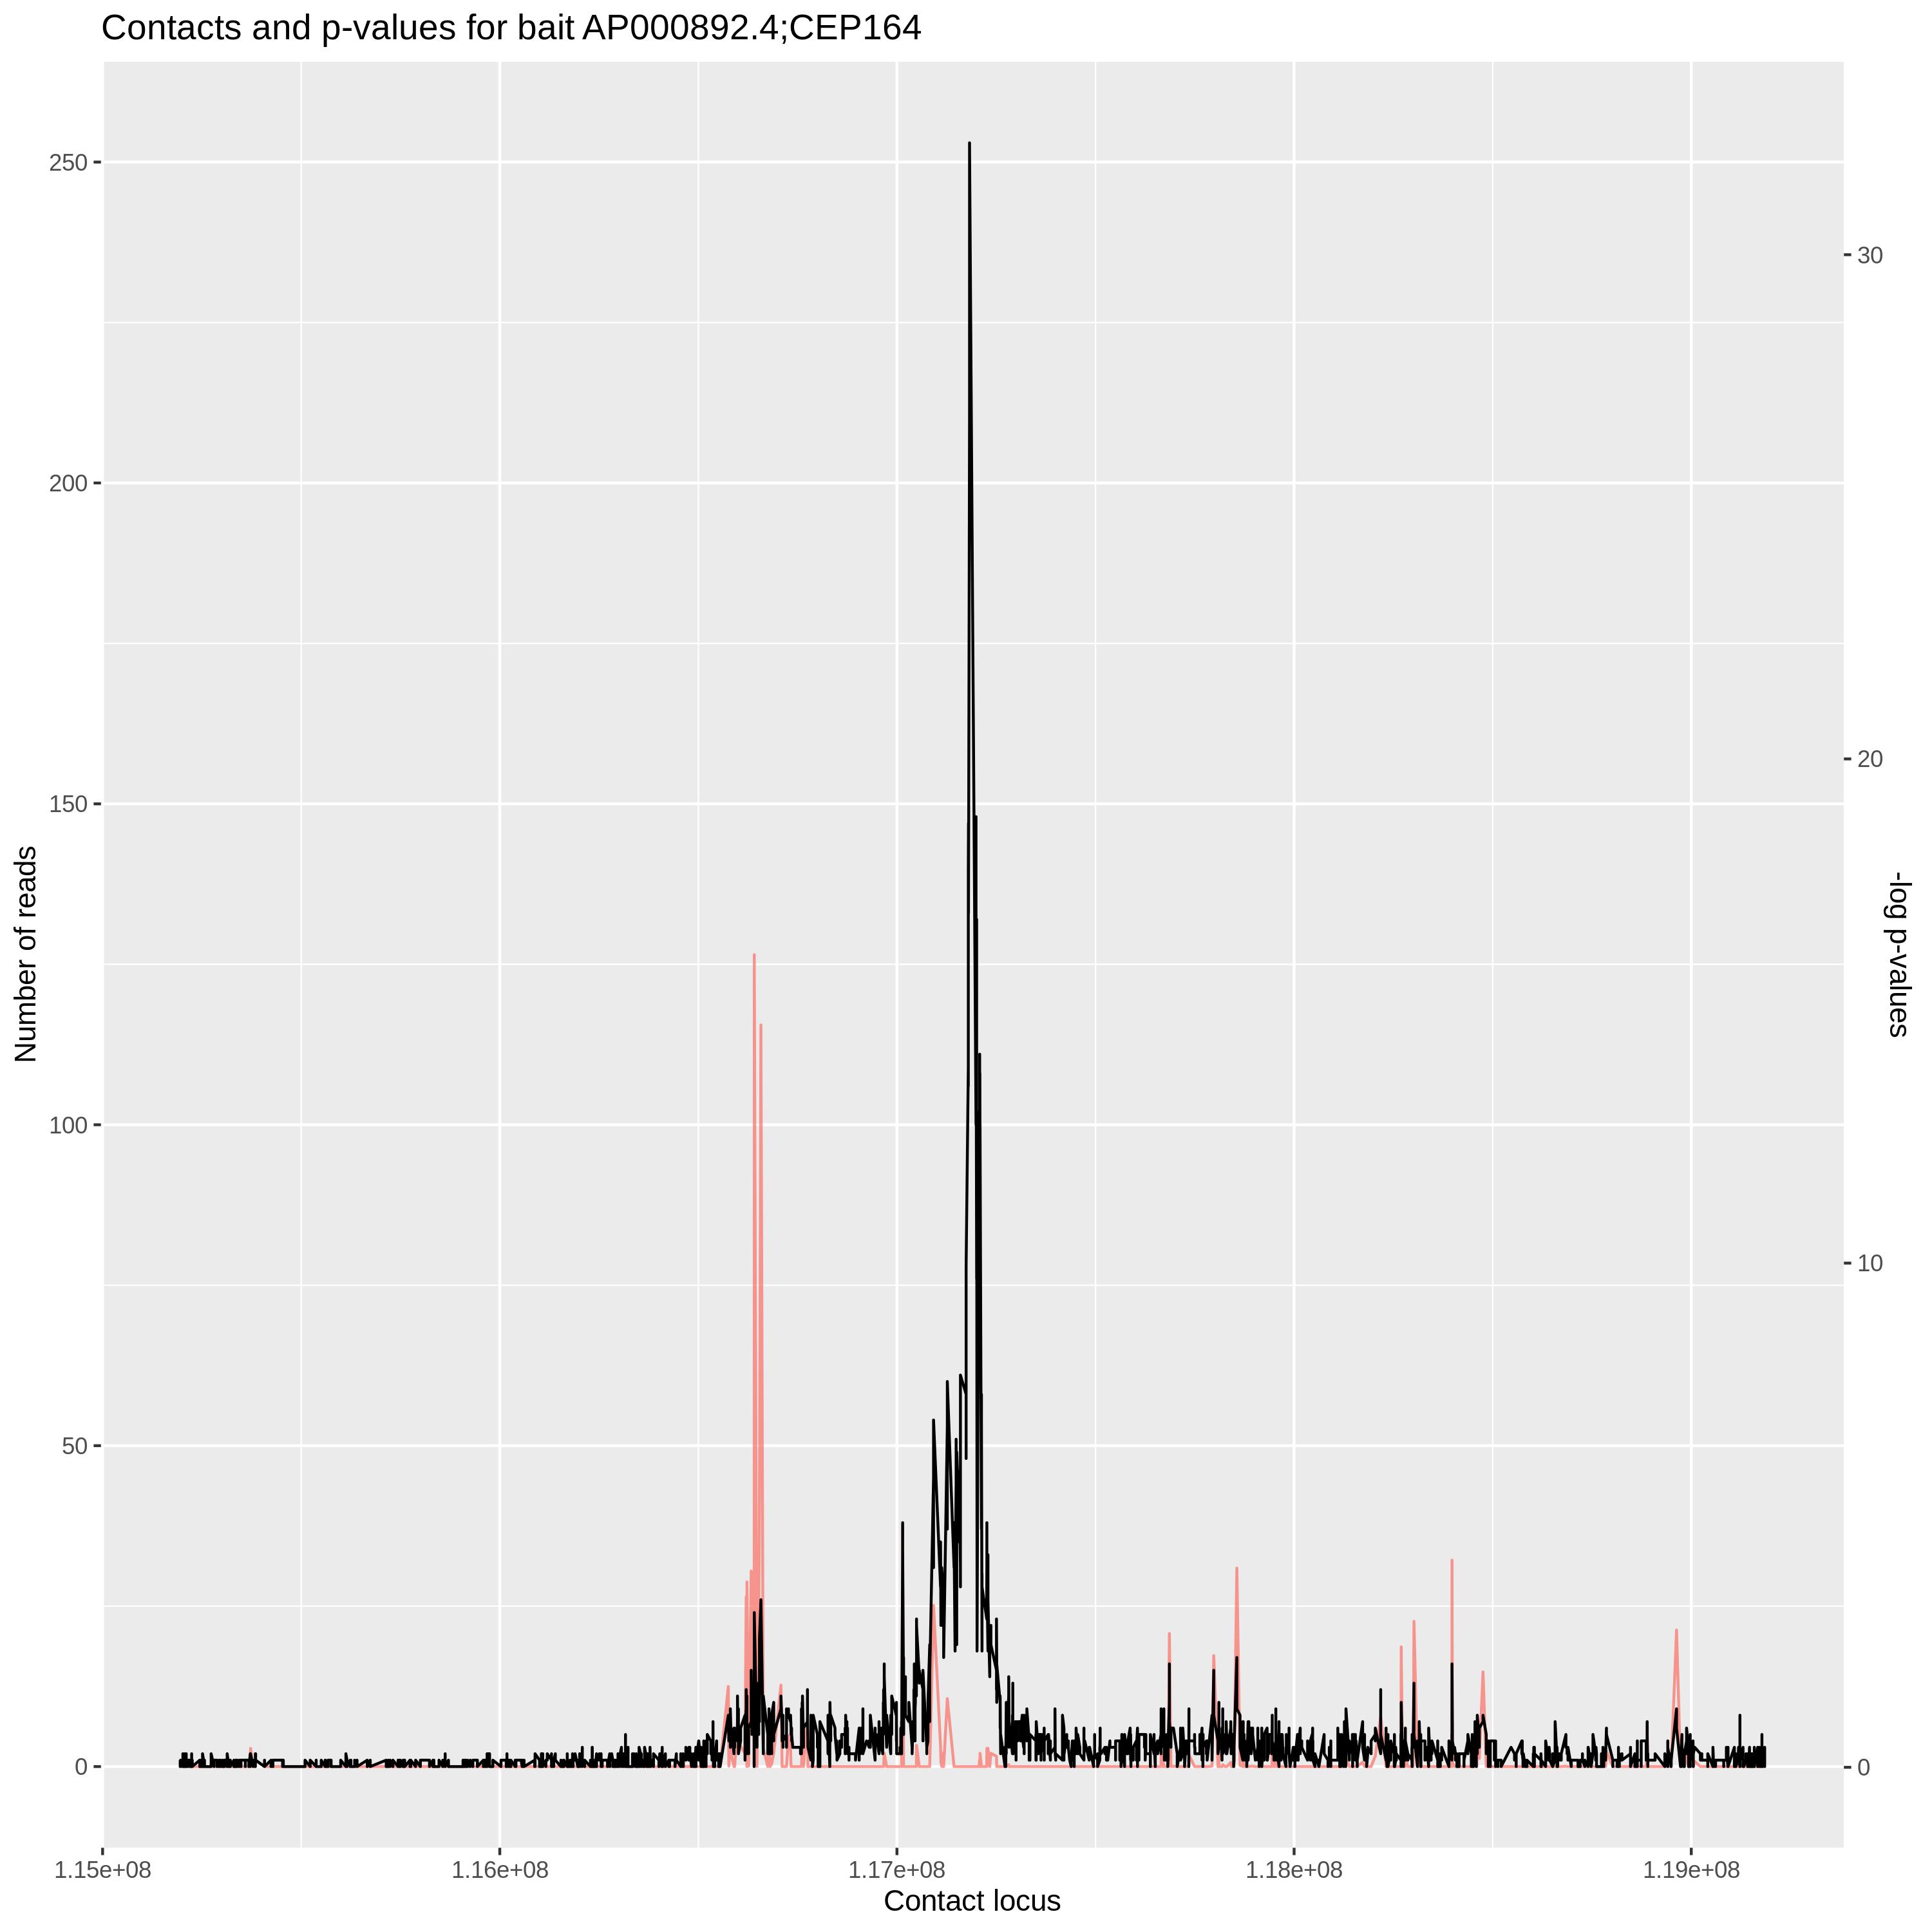 Contacts and p-values for bait AP000892.4;CEP164
250
200
150
100
50
0
Number of reads
30
20
10
0
-log p-values
1.15e+08
1.16e+08
1.17e+08
1.18e+08
1.19e+08
Contact locus